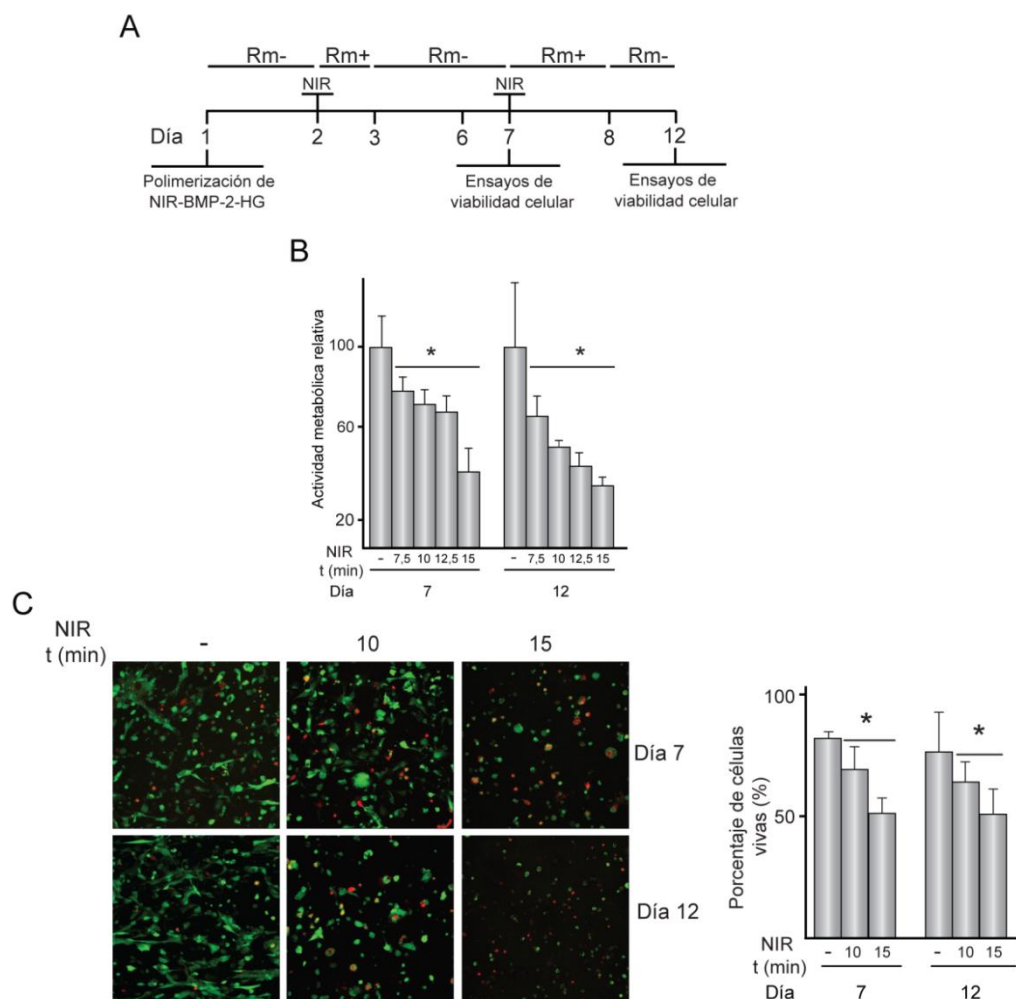 A
Rm- Rm+ Rm- Rm+ Rm-
NIR NIR
Día 1 2 3 6 7 8 12
Polimerización de
NIR-BMP-2-HG
Ensayos de
viabilidad celular
Ensayos de
viabilidad celular
B
Actividad metabólica relativa
100
60
20
* *
NIR
t (min)
- 7,5 10 12,5 15 - 7,5 10 12,5 15
Día 7 12
C
NIR
t (min)
- 10 15
Día 7
Día 12
Porcentaje de células
vivas (%)
100
50
* *
NIR
t (min)
- 10 15 - 10 15
Día 7 12